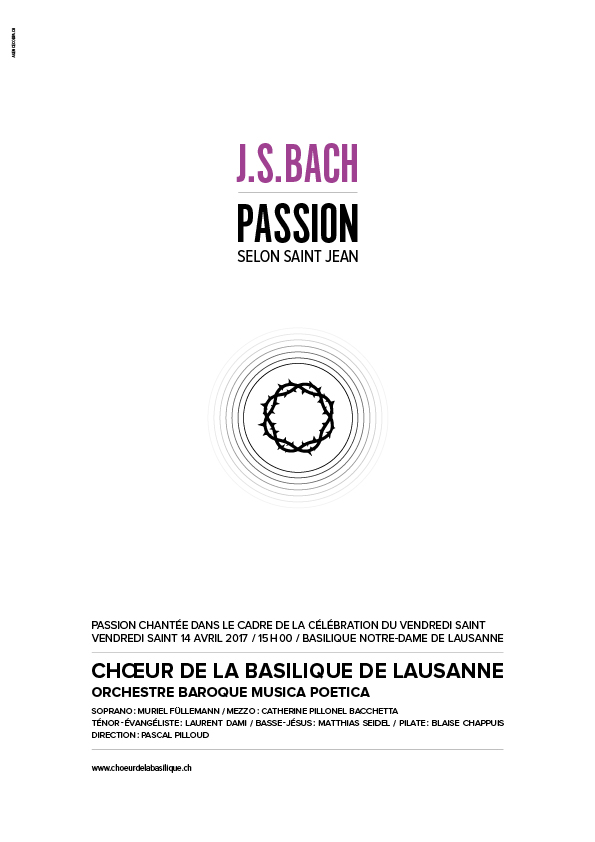 J.S.BACH
PASSION
SELON SAINT JEAN
PASSION CHANTÉE DANS LE CADRE DE LA CÉLÉBRATION DU VENDREDI SAINT
VENDREDI SAINT 14 AVRIL 2017 / 15 H 00 / BASILIQUE NOTRE-DAME DE LAUSANNE
CHŒUR DE LA BASILIQUE DE LAUSANNE
ORCHESTRE BAROQUE MUSICA POETICA
SOPRANO : MURIEL FÜLLEMANN / MEZZO : CATHERINE PILLONEL BACCHETTA
TÉNOR-ÉVANGÉLISTE : LAURENT DAMI / BASSE-JÉSUS : MATTHIAS SEIDEL / PILATE : BLAISE CHAPPUIS
DIRECTION : PASCAL PILLOUD
www.choeurdelabasilique.ch